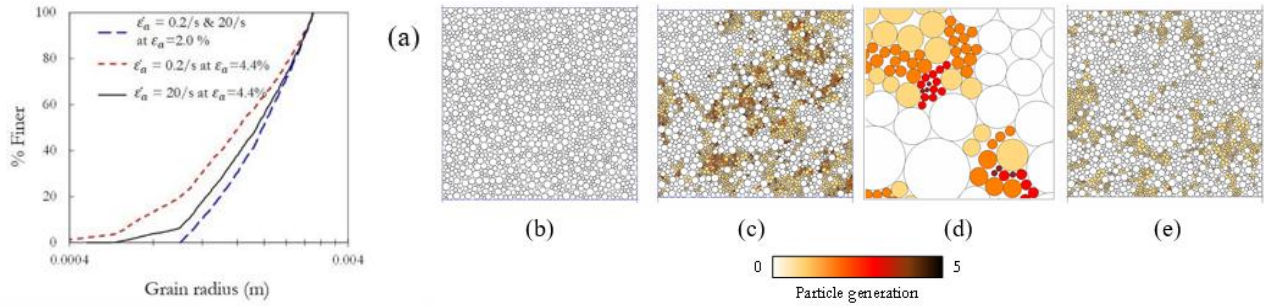 100
80
60
40
20
0
% Finer
ε̇ₐ = 0.2/s & 20/s
at εₐ=2.0 %
ε̇ₐ = 0.2/s at εₐ=4.4%
ε̇ₐ = 20/s at εₐ=4.4%
0.0004
0.004
Grain radius (m)
(a)
(b)
(c)
(d)
(e)
0
5
Particle generation